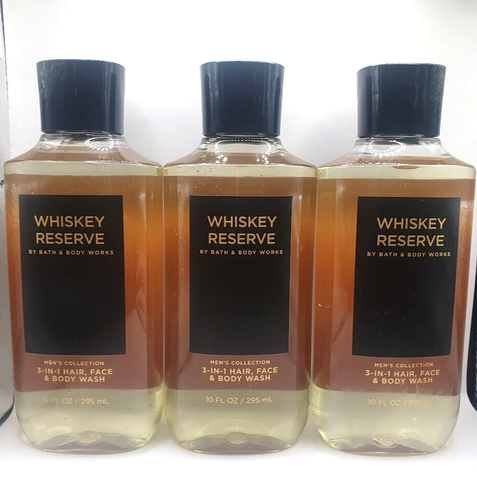 WHISKEY
RESERVE
BY BATH & BODY WORKS
MEN'S COLLECTION
3-IN-1 HAIR, FACE
& BODY WASH
10 FL OZ / 295 mL
WHISKEY
RESERVE
BY BATH & BODY WORKS
MEN'S COLLECTION
3-IN-1 HAIR, FACE
& BODY WASH
10 FL OZ / 295 mL
WHISKEY
RESERVE
BY BATH & BODY WORKS
MEN'S COLLECTION
3-IN-1 HAIR, FACE
& BODY WASH
10 FL OZ / 295 mL